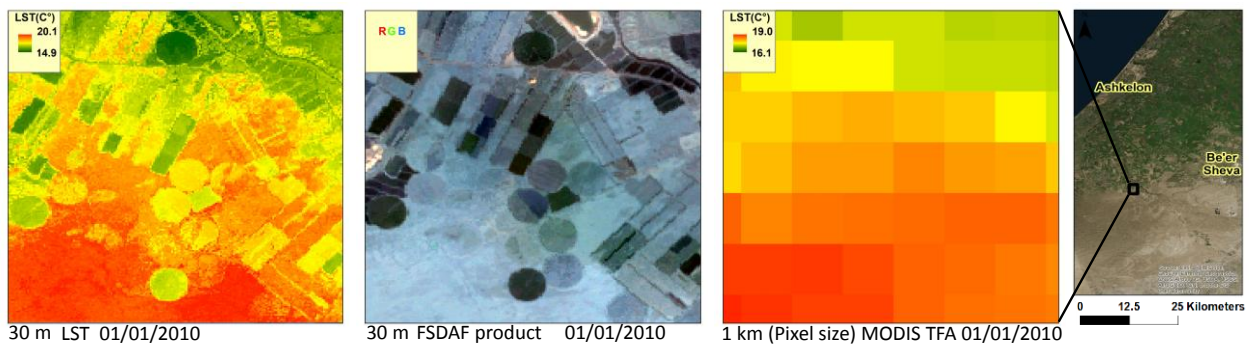 LST(C°)
20.1
14.9
30 m LST 01/01/2010
RGB
30 m FSDAF product 01/01/2010
LST(C°)
19.0
16.1
1 km (Pixel size) MODIS TFA 01/01/2010
Ashkelon
Be'er
Sheva
0 12.5 25 Kilometers